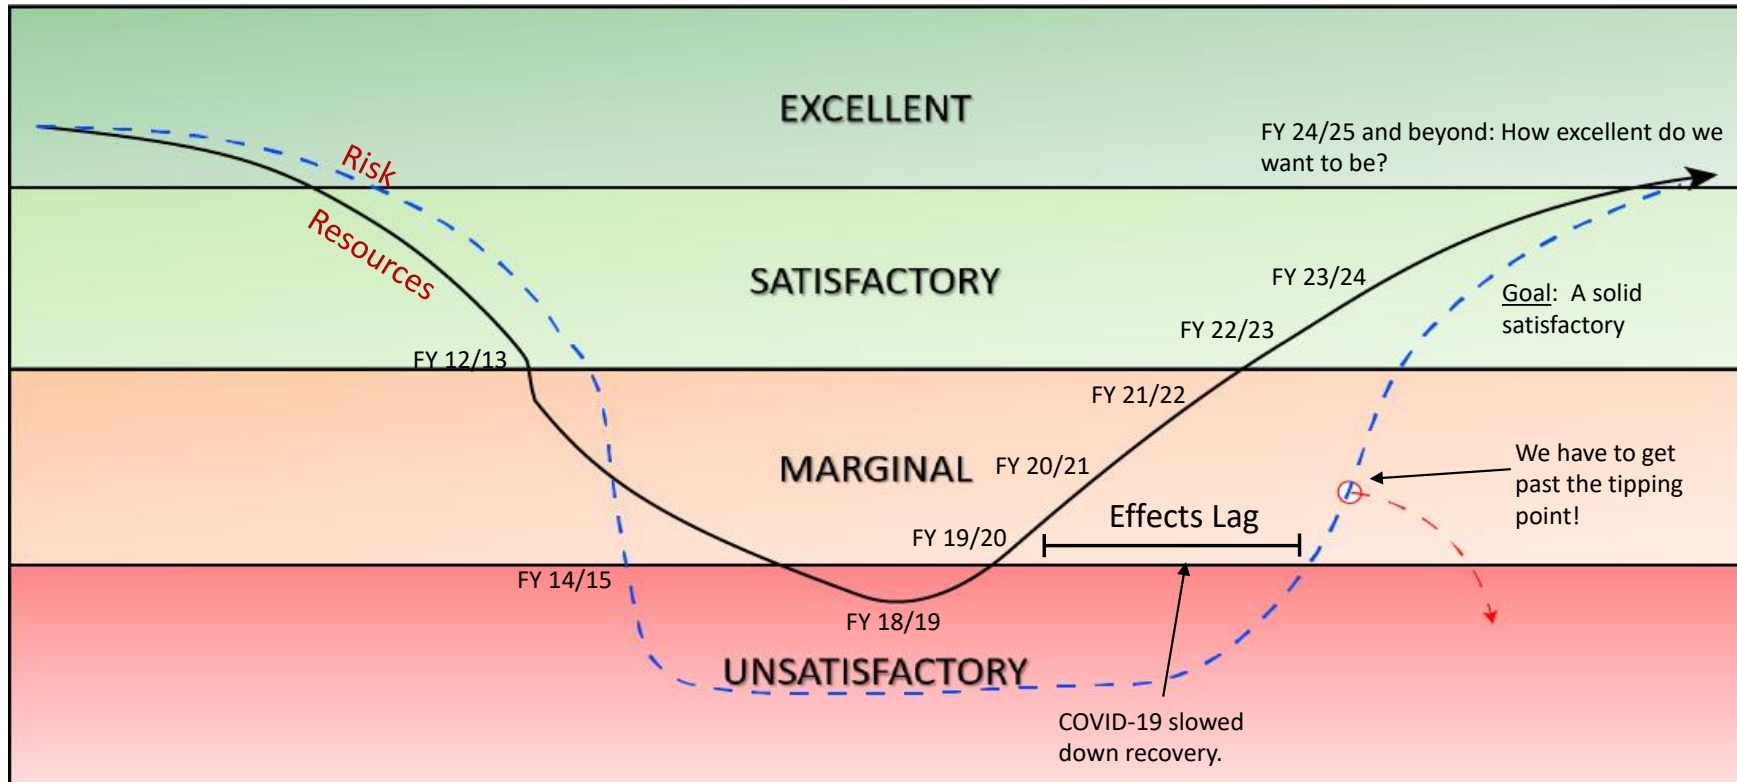 EXCELLENT
FY 24/25 and beyond: How excellent do we
want to be?
Risk
Resources
SATISFACTORY
FY 23/24
Goal: A solid
satisfactory
FY 22/23
FY 12/13
FY 21/22
MARGINAL
FY 20/21
We have to get
past the tipping
point!
Effects Lag
FY 19/20
FY 14/15
FY 18/19
UNSATISFACTORY
COVID-19 slowed
down recovery.